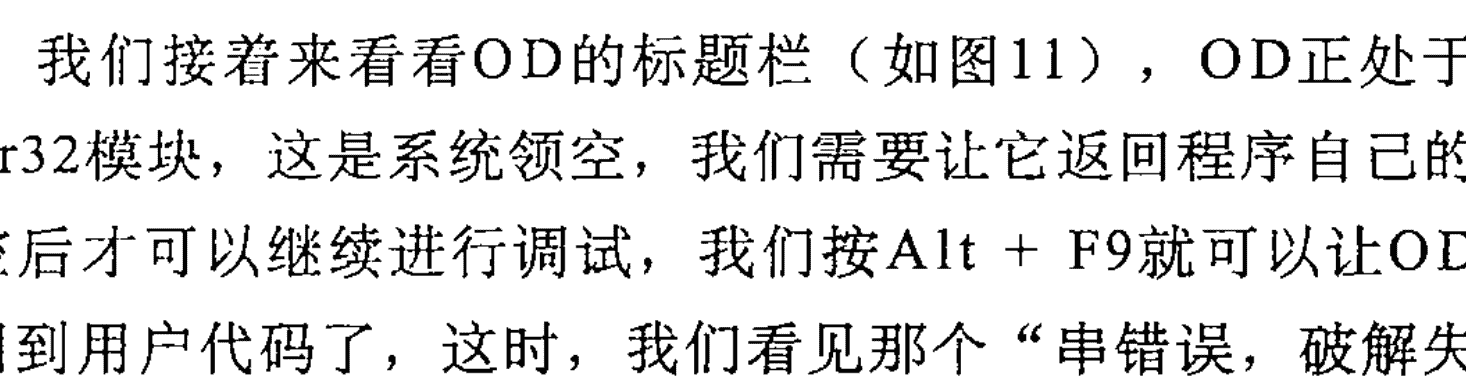 我们接着来看看OD的标题栏（如图11），OD正处于
r32模块，这是系统领空，我们需要让它返回程序自己的
后才可以继续进行调试，我们按Alt + F9就可以让OD
到用户代码了，这时，我们看见那个“串错误，破解失